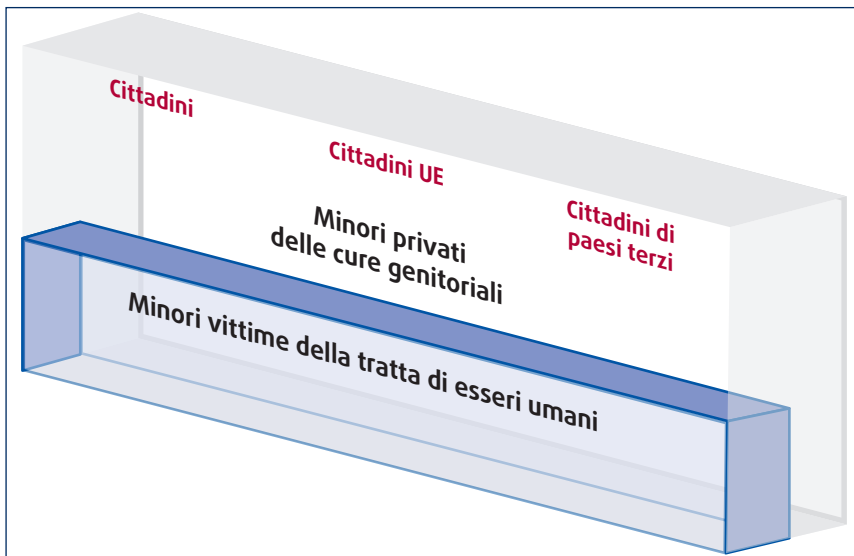 Cittadini
Cittadini UE
Cittadini di
paesi terzi
Minori privati
delle cure genitoriali
Minori vittime della tratta di esseri umani